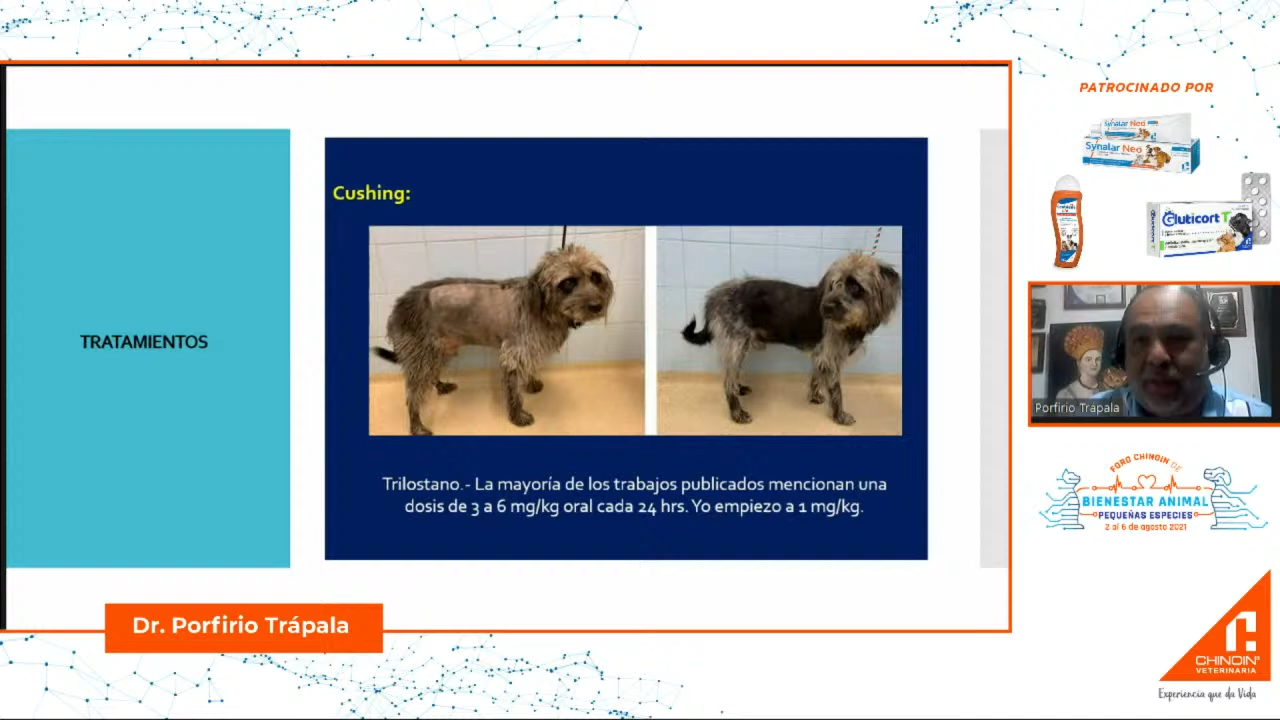 PATROCINADO POR
Synalar Neo
Synalar Neo
Gluticort T
Cushing:
TRATAMIENTOS
Porfirio Trápala
Trilostano.- La mayoría de los trabajos publicados mencionan una
dosis de 3 a 6 mg/kg oral cada 24 hrs. Yo empiezo a 1 mg/kg.
FORO CHINOIN DE
BIENESTAR ANIMAL
PEQUEÑAS ESPECIES
2 al 6 de agosto 2021
Dr. Porfirio Trápala
CHINOIN
VETERINARIA
Experiencia que da Vida